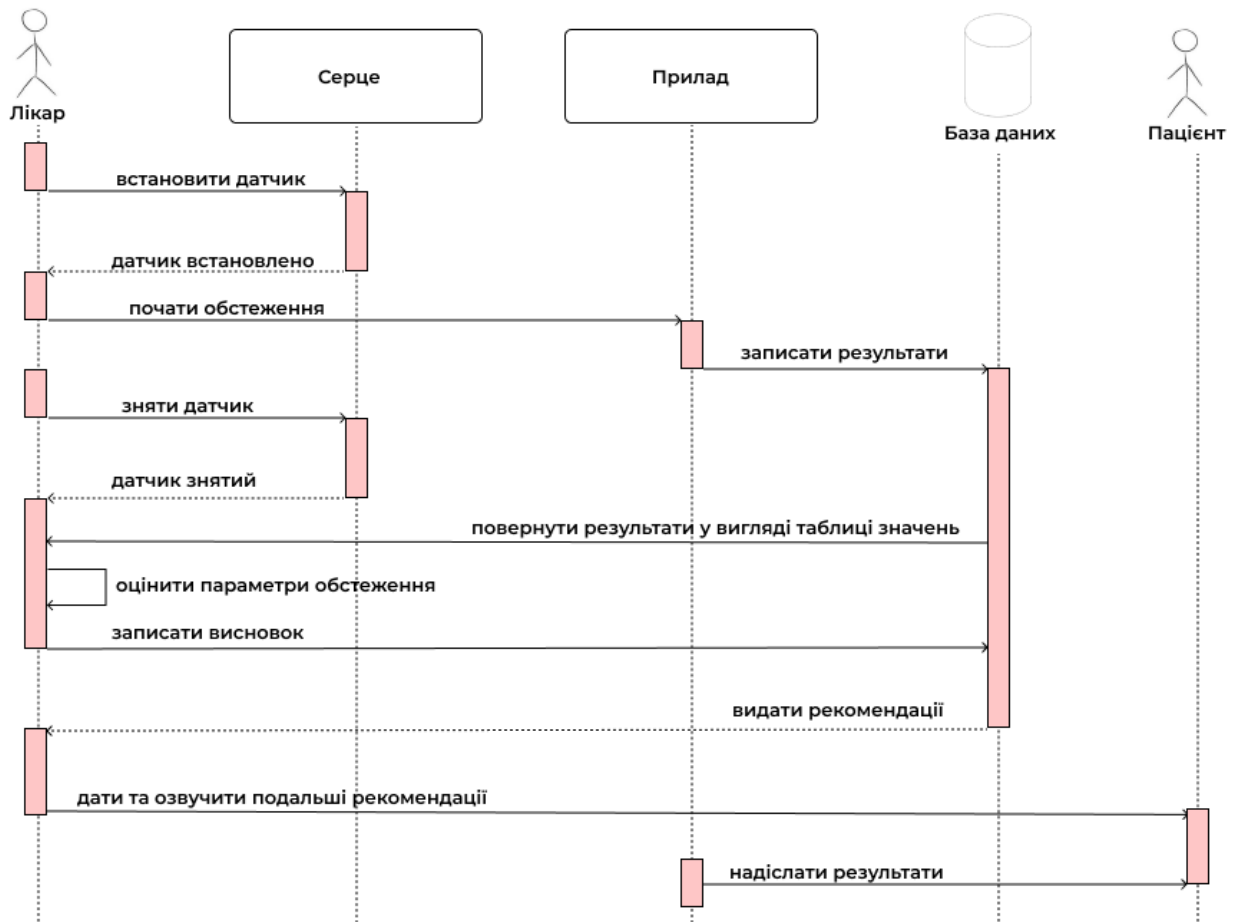 Лікар
Серце
Прилад
База даних
Пацієнт
встановити датчик
датчик встановлено
почати обстеження
записати результати
зняти датчик
датчик знятий
повернути результати у вигляді таблиці значень
оцінити параметри обстеження
записати висновок
видати рекомендації
дати та озвучити подальші рекомендації
надіслати результати